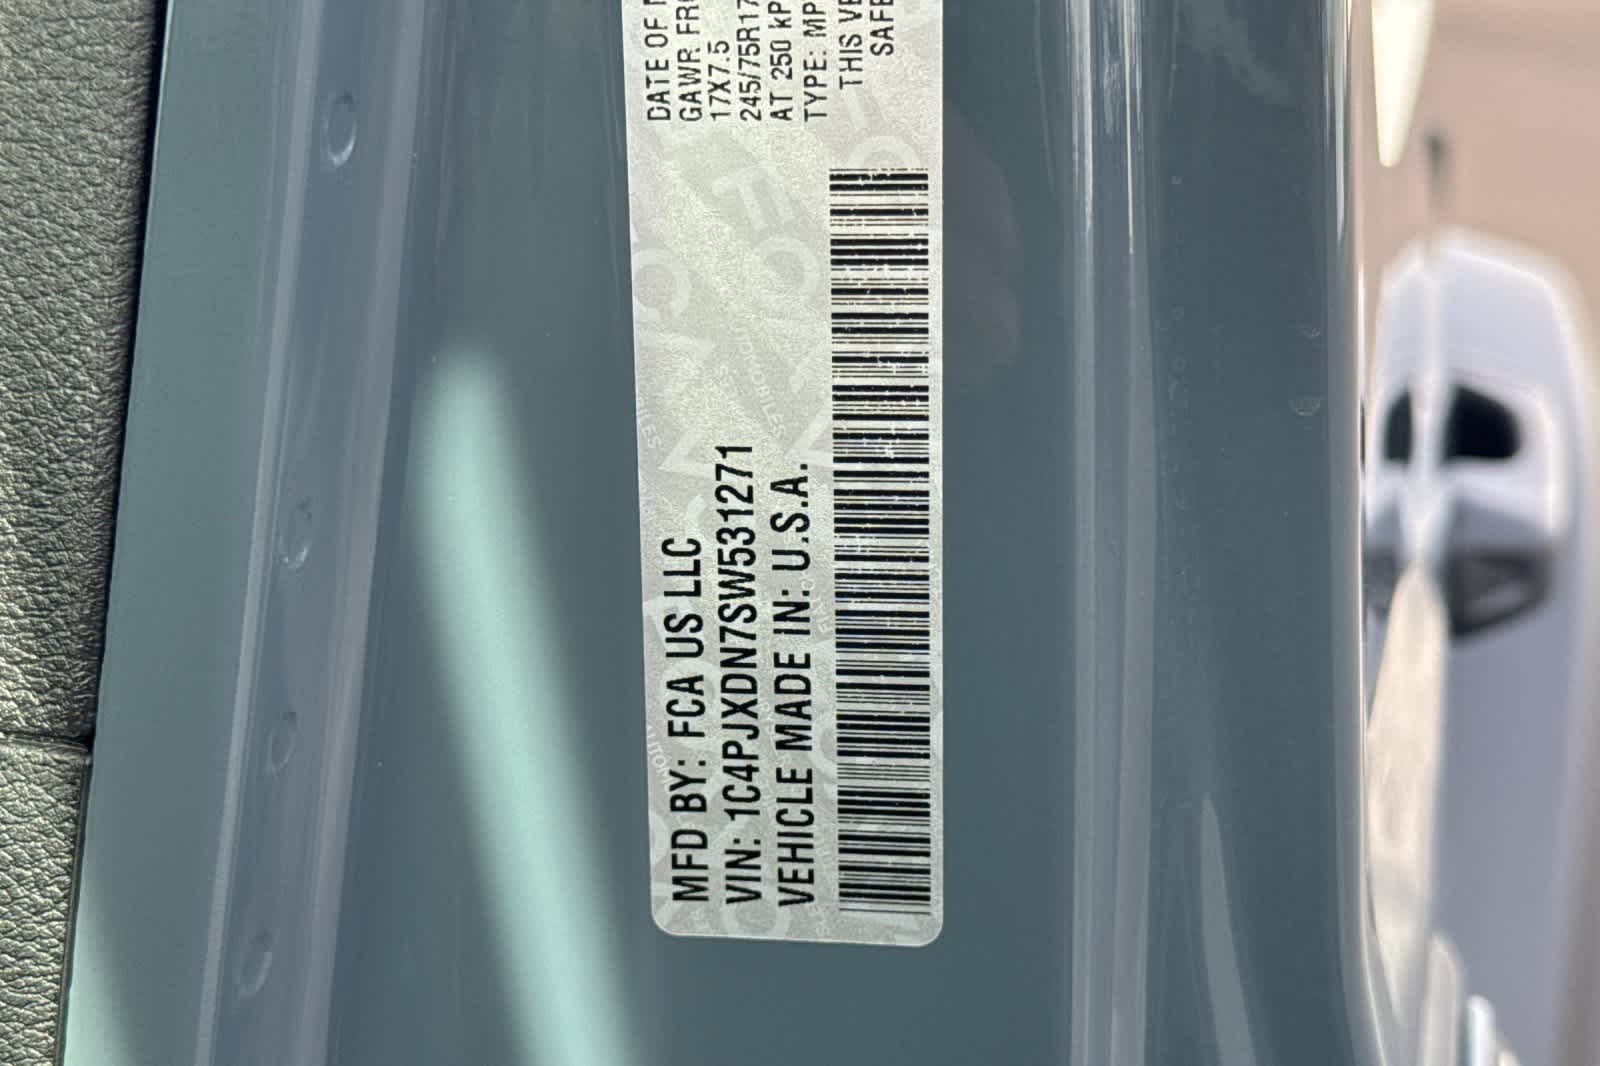 MFD BY: FCA US LLC
VIN: 1C4PJXDN7SW531271
VEHICLE MADE IN: U.S.A.
DATE OF
GAWR FR
17X7.5
245/75R17
AT 250 kP
TYPE: MP
THIS VE
SAFE